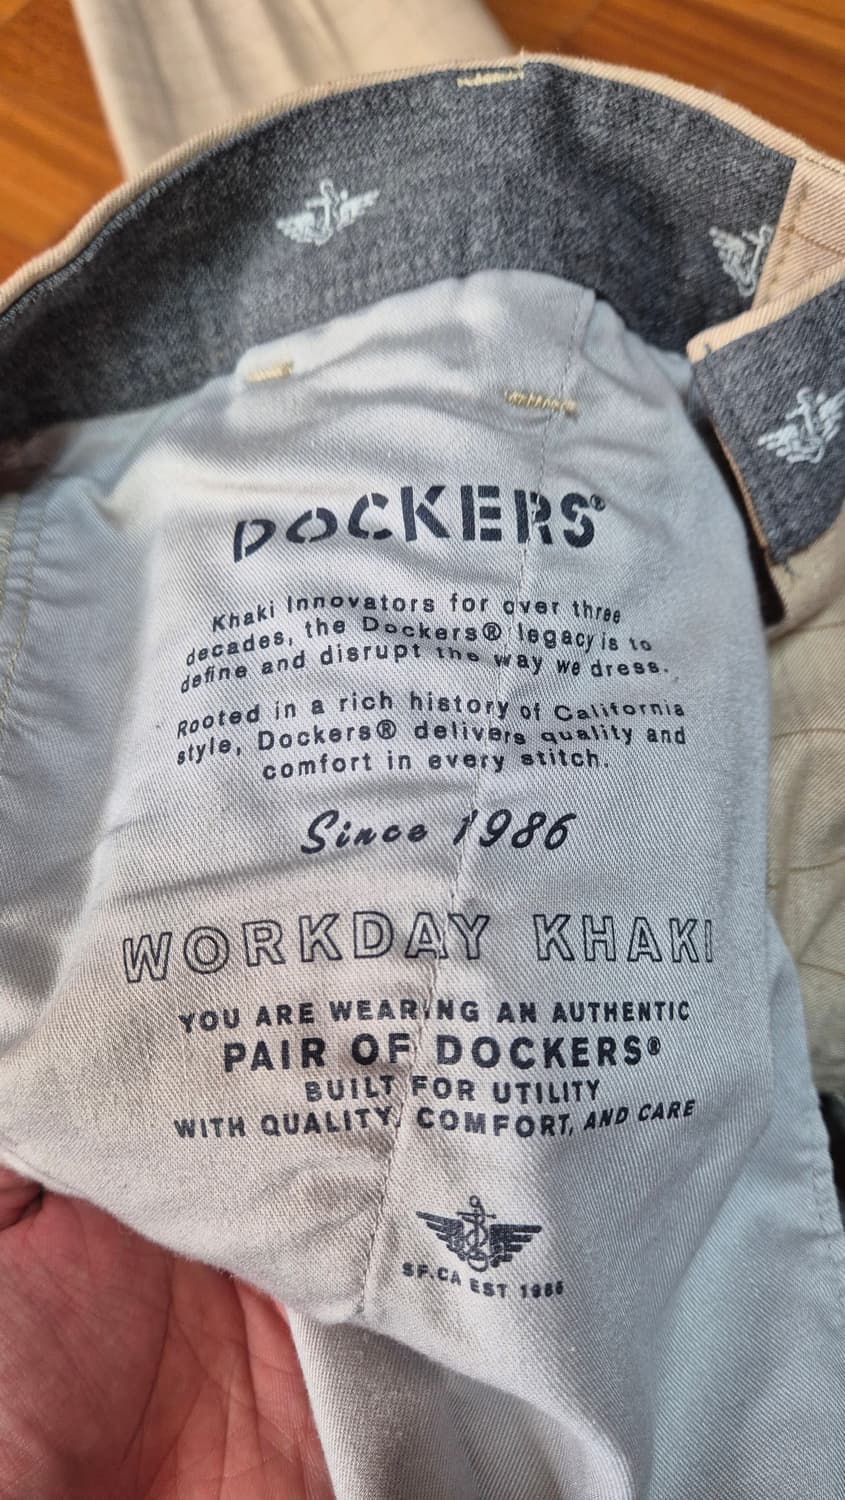 DOCKERS®
Khaki Innovators for over three
decades, the Dockers® legacy is to
define and disrupt the way we dress.
Rooted in a rich history of California
style, Dockers® delivers quality and
comfort in every stitch.
Since 1986
WORKDAY KHAKI
YOU ARE WEARING AN AUTHENTIC
PAIR OF DOCKERS®
BUILT FOR UTILITY
WITH QUALITY, COMFORT, AND CARE
SF.CA EST 1986